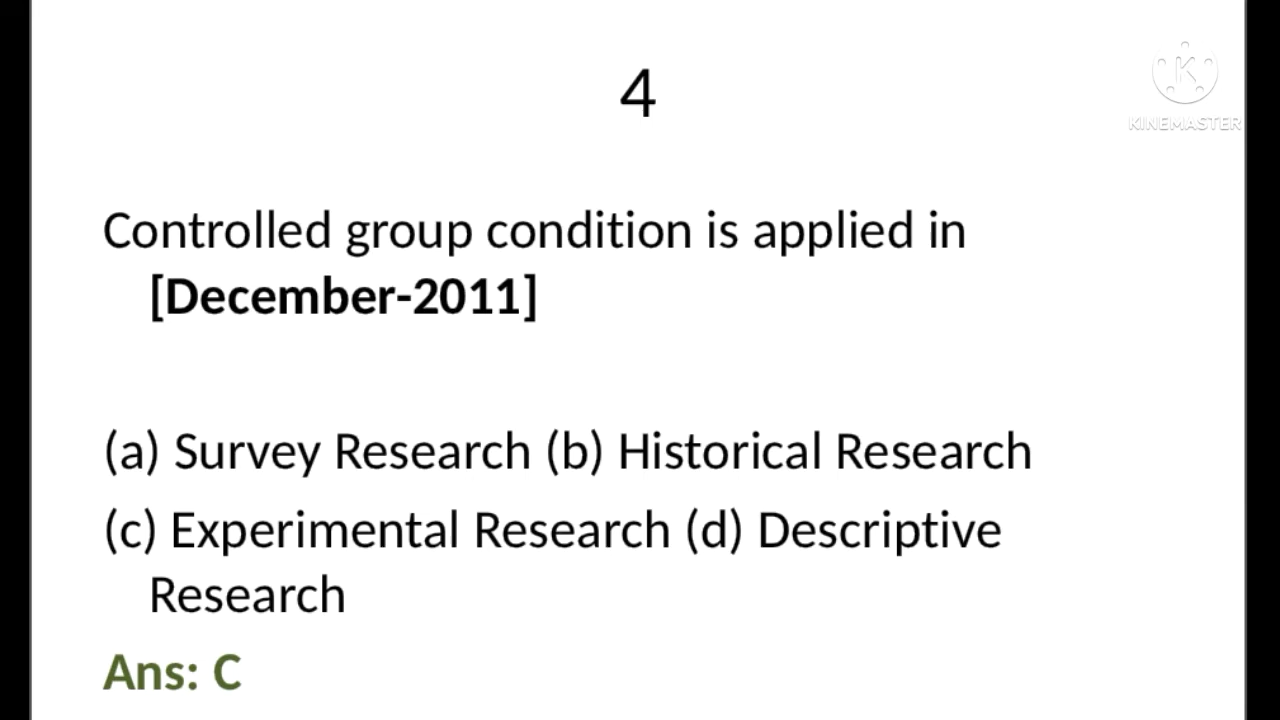 4
KINEMASTER
Controlled group condition is applied in
[December-2011]
(a) Survey Research (b) Historical Research
(c) Experimental Research (d) Descriptive
Research
Ans: C